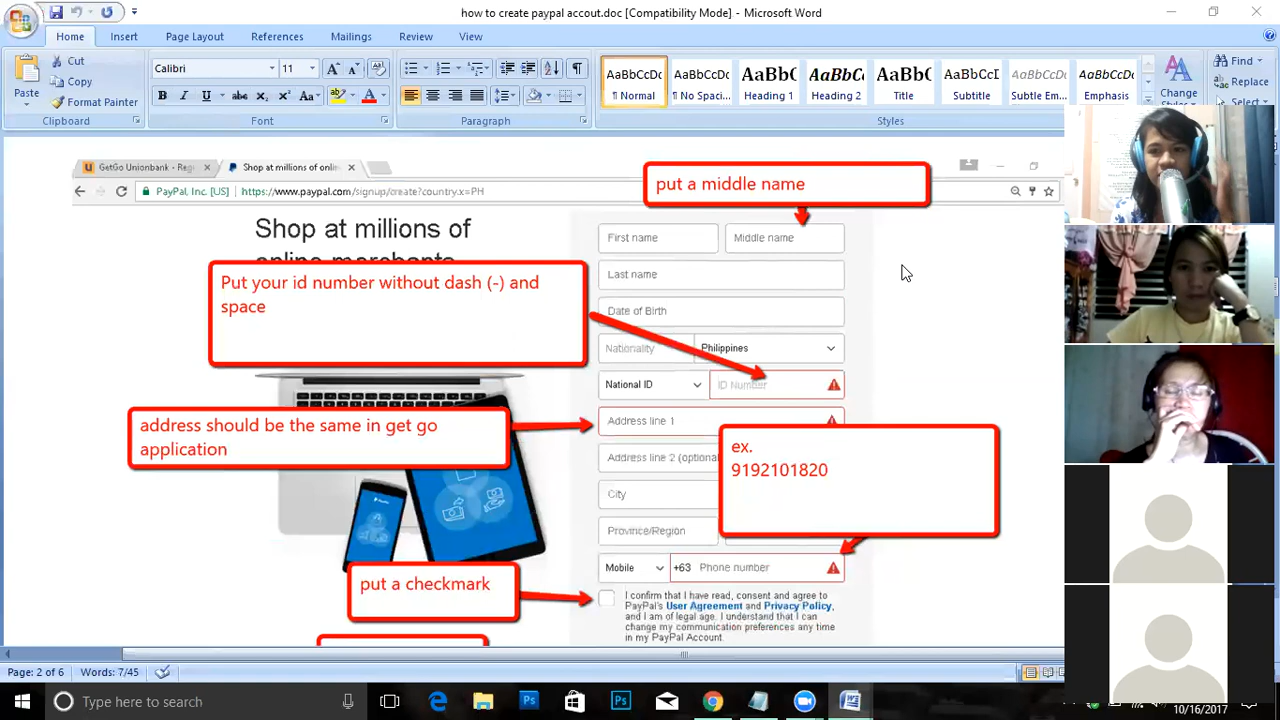 how to create paypal accout.doc [Compatibility Mode] - Microsoft Word
Home Insert Page Layout References Mailings Review View
Cut
Copy
Format Painter
Paste
Clipboard
Calibri 11
Font
Paragraph
AaBbCcDc AaBbCcDc AaBbC AaBbCc AaBbC AaBbCcI AaBbCcDc AaBbCcDc
¶ Normal ¶ No Spaci... Heading 1 Heading 2 Title Subtitle Subtle Em... Emphasis
Change
Styles
Styles
Find
Replace
Select
GetGo Unionbank - Reg Shop at millions of onlin
PayPal, Inc. [US] https://www.paypal.com/signup/create?country.x=PH
Shop at millions of
online merchants
put a middle name
First name Middle name
Last name
Date of Birth
Nationality Philippines
National ID ID Number
Address line 1
Address line 2 (optional
City
Province/Region
Mobile +63 Phone number
Put your id number without dash (-) and
space
address should be the same in get go
application
ex.
9192101820
put a checkmark
I confirm that I have read, consent and agree to
PayPal's User Agreement and Privacy Policy,
and I am of legal age. I understand that I can
change my communication preferences any time
in my PayPal Account.
Page: 2 of 6 Words: 7/45
Type here to search
10/16/2017